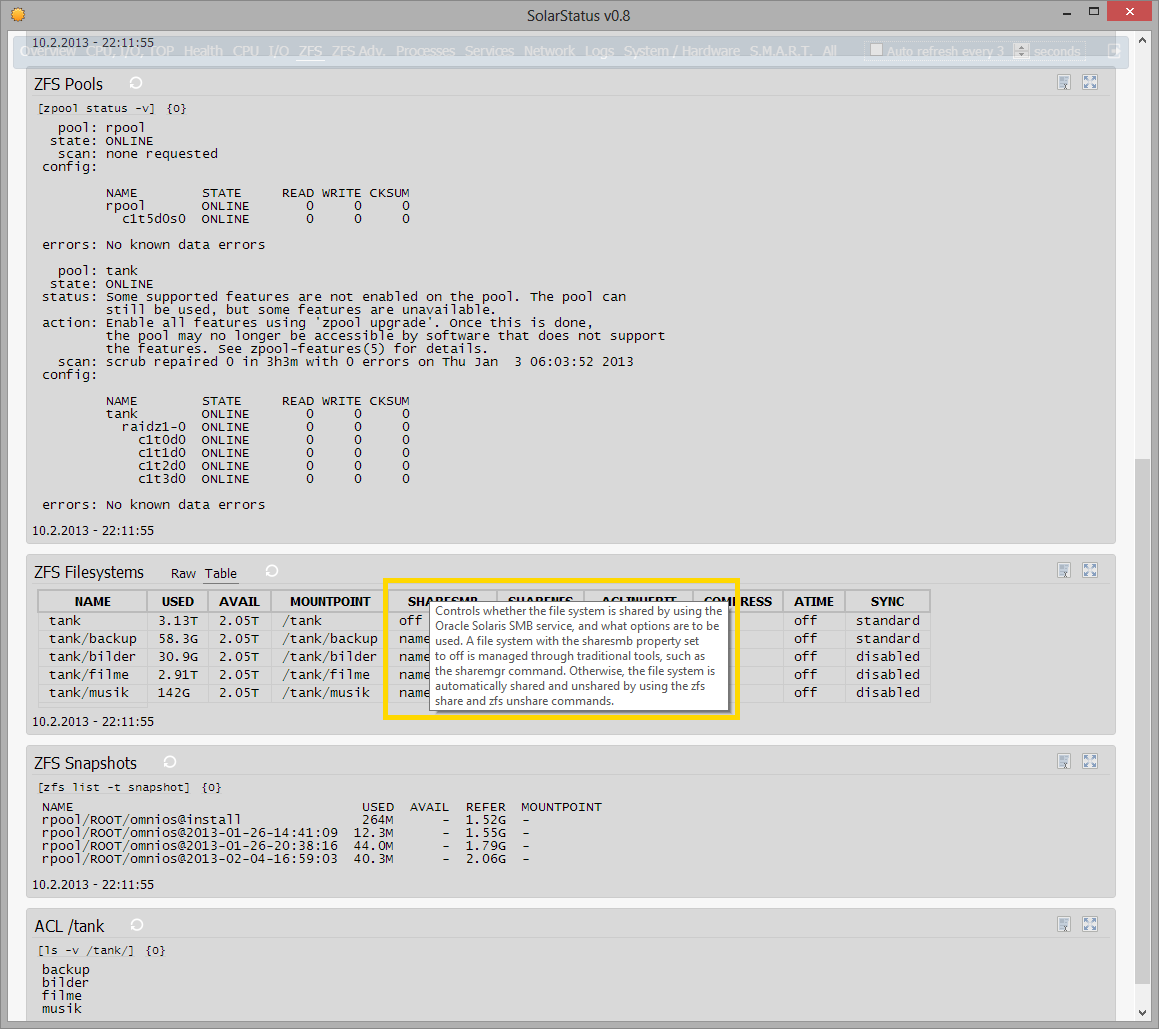 SolarStatus v0.8
10.2.2013 - 22:11:55
Overview CPU, I/O, TOP Health CPU I/O ZFS ZFS Adv. Processes Services Network Logs System / Hardware S.M.A.R.T. All Auto refresh every 3 seconds
ZFS Pools
[zpool status -v] {0}
pool: rpool
state: ONLINE
scan: none requested
config:
NAME STATE READ WRITE CKSUM
rpool ONLINE 0 0 0
c1t5d0s0 ONLINE 0 0 0
errors: No known data errors
pool: tank
state: ONLINE
status: Some supported features are not enabled on the pool. The pool can
still be used, but some features are unavailable.
action: Enable all features using 'zpool upgrade'. Once this is done,
the pool may no longer be accessible by software that does not support
the features. See zpool-features(5) for details.
scan: scrub repaired 0 in 3h3m with 0 errors on Thu Jan 3 06:03:52 2013
config:
NAME STATE READ WRITE CKSUM
tank ONLINE 0 0 0
raidz1-0 ONLINE 0 0 0
c1t0d0 ONLINE 0 0 0
c1t1d0 ONLINE 0 0 0
c1t2d0 ONLINE 0 0 0
c1t3d0 ONLINE 0 0 0
errors: No known data errors
10.2.2013 - 22:11:55
ZFS Filesystems Raw Table
NAME USED AVAIL MOUNTPOINT SHARESMB SHARENFS ACLINHERIT COMPRESS ATIME SYNC
tank 3.13T 2.05T /tank off off standard
tank/backup 58.3G 2.05T /tank/backup name off standard
tank/bilder 30.9G 2.05T /tank/bilder name off disabled
tank/filme 2.91T 2.05T /tank/filme name off disabled
tank/musik 142G 2.05T /tank/musik name off disabled
Controls whether the file system is shared by using the
Oracle Solaris SMB service, and what options are to be
used. A file system with the sharesmb property set
to off is managed through traditional tools, such as
the sharemgr command. Otherwise, the file system is
automatically shared and unshared by using the zfs
share and zfs unshare commands.
10.2.2013 - 22:11:55
ZFS Snapshots
[zfs list -t snapshot] {0}
NAME USED AVAIL REFER MOUNTPOINT
rpool/ROOT/omnios@install 264M - 1.52G -
rpool/ROOT/omnios@2013-01-26-14:41:09 12.3M - 1.55G -
rpool/ROOT/omnios@2013-01-26-20:38:16 44.0M - 1.79G -
rpool/ROOT/omnios@2013-02-04-16:59:03 40.3M - 2.06G -
10.2.2013 - 22:11:55
ACL /tank
[ls -v /tank/] {0}
backup
bilder
filme
musik